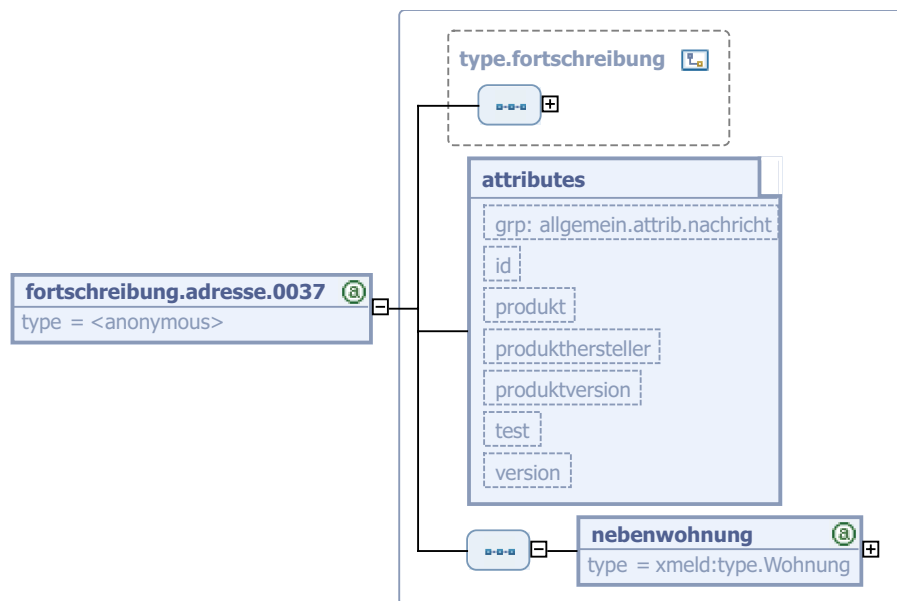 type.fortschreibung
attributes
grp: allgemein.attrib.nachricht
id
fortschreibung.adresse.0037
type = <anonymous>
produkt
produkthersteller
produktversion
test
version
nebenwohnung
type = xmeld:type.Wohnung